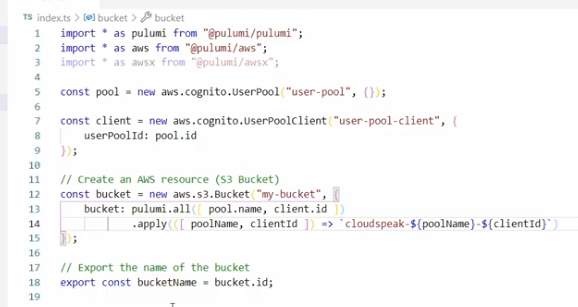 TS index.ts > bucket > bucket
1 import * as pulumi from "@pulumi/pulumi";
2 import * as aws from "@pulumi/aws";
3 import * as awsx from "@pulumi/awsx";
4
5 const pool = new aws.cognito.UserPool("user-pool", {});
6
7 const client = new aws.cognito.UserPoolClient("user-pool-client", {
8 userPoolId: pool.id
9 });
10
11 // Create an AWS resource (S3 Bucket)
12 const bucket = new aws.s3.Bucket("my-bucket", {
13 bucket: pulumi.all([ pool.name, client.id ])
14 .apply(([ poolName, clientId ]) => `cloudspeak-${poolName}-${clientId}`)
15 });
16
17 // Export the name of the bucket
18 export const bucketName = bucket.id;
19